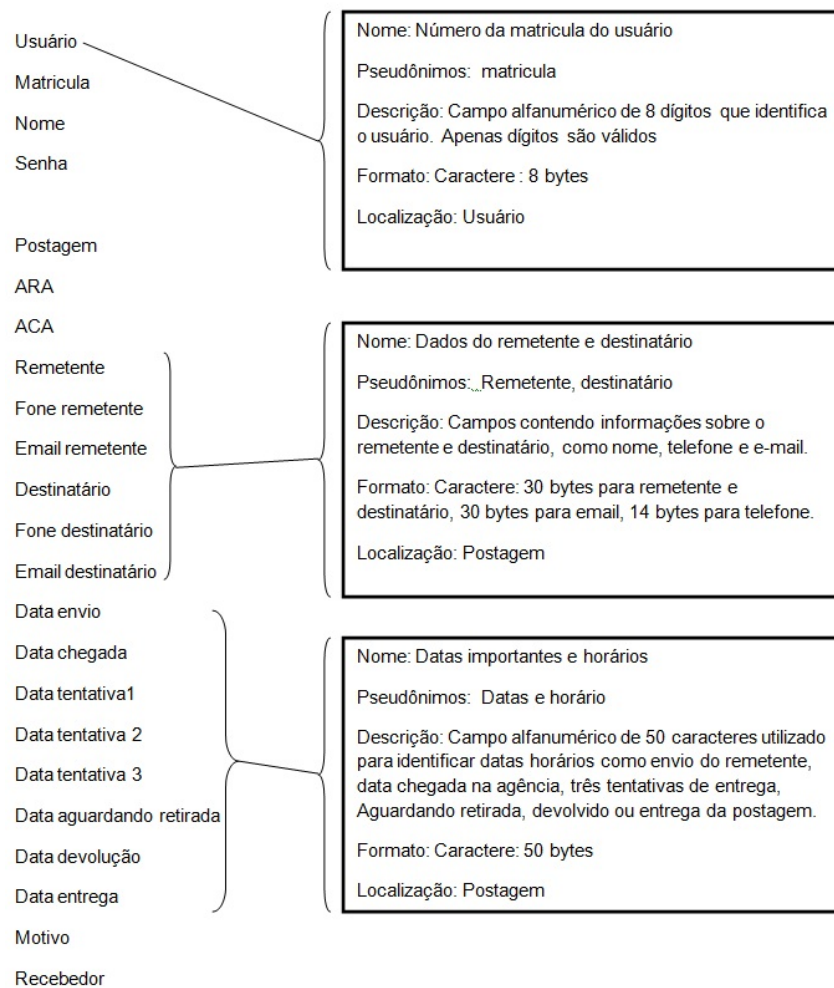 Usuário
Matricula
Nome
Senha
Postagem
ARA
ACA
Remetente
Fone remetente
Email remetente
Destinatário
Fone destinatário
Email destinatário
Data envio
Data chegada
Data tentativa1
Data tentativa 2
Data tentativa 3
Data aguardando retirada
Data devolução
Data entrega
Motivo
Recebedor
Nome: Número da matricula do usuário
Pseudônimos: matricula
Descrição: Campo alfanumérico de 8 dígitos que identifica
o usuário. Apenas dígitos são válidos
Formato: Caractere : 8 bytes
Localização: Usuário
Nome: Dados do remetente e destinatário
Pseudônimos: Remetente, destinatário
Descrição: Campos contendo informações sobre o
remetente e destinatário, como nome, telefone e e-mail.
Formato: Caractere: 30 bytes para remetente e
destinatário, 30 bytes para email, 14 bytes para telefone.
Localização: Postagem
Nome: Datas importantes e horários
Pseudônimos: Datas e horário
Descrição: Campo alfanumérico de 50 caracteres utilizado
para identificar datas horários como envio do remetente,
data chegada na agência, três tentativas de entrega,
Aguardando retirada, devolvido ou entrega da postagem.
Formato: Caractere: 50 bytes
Localização: Postagem